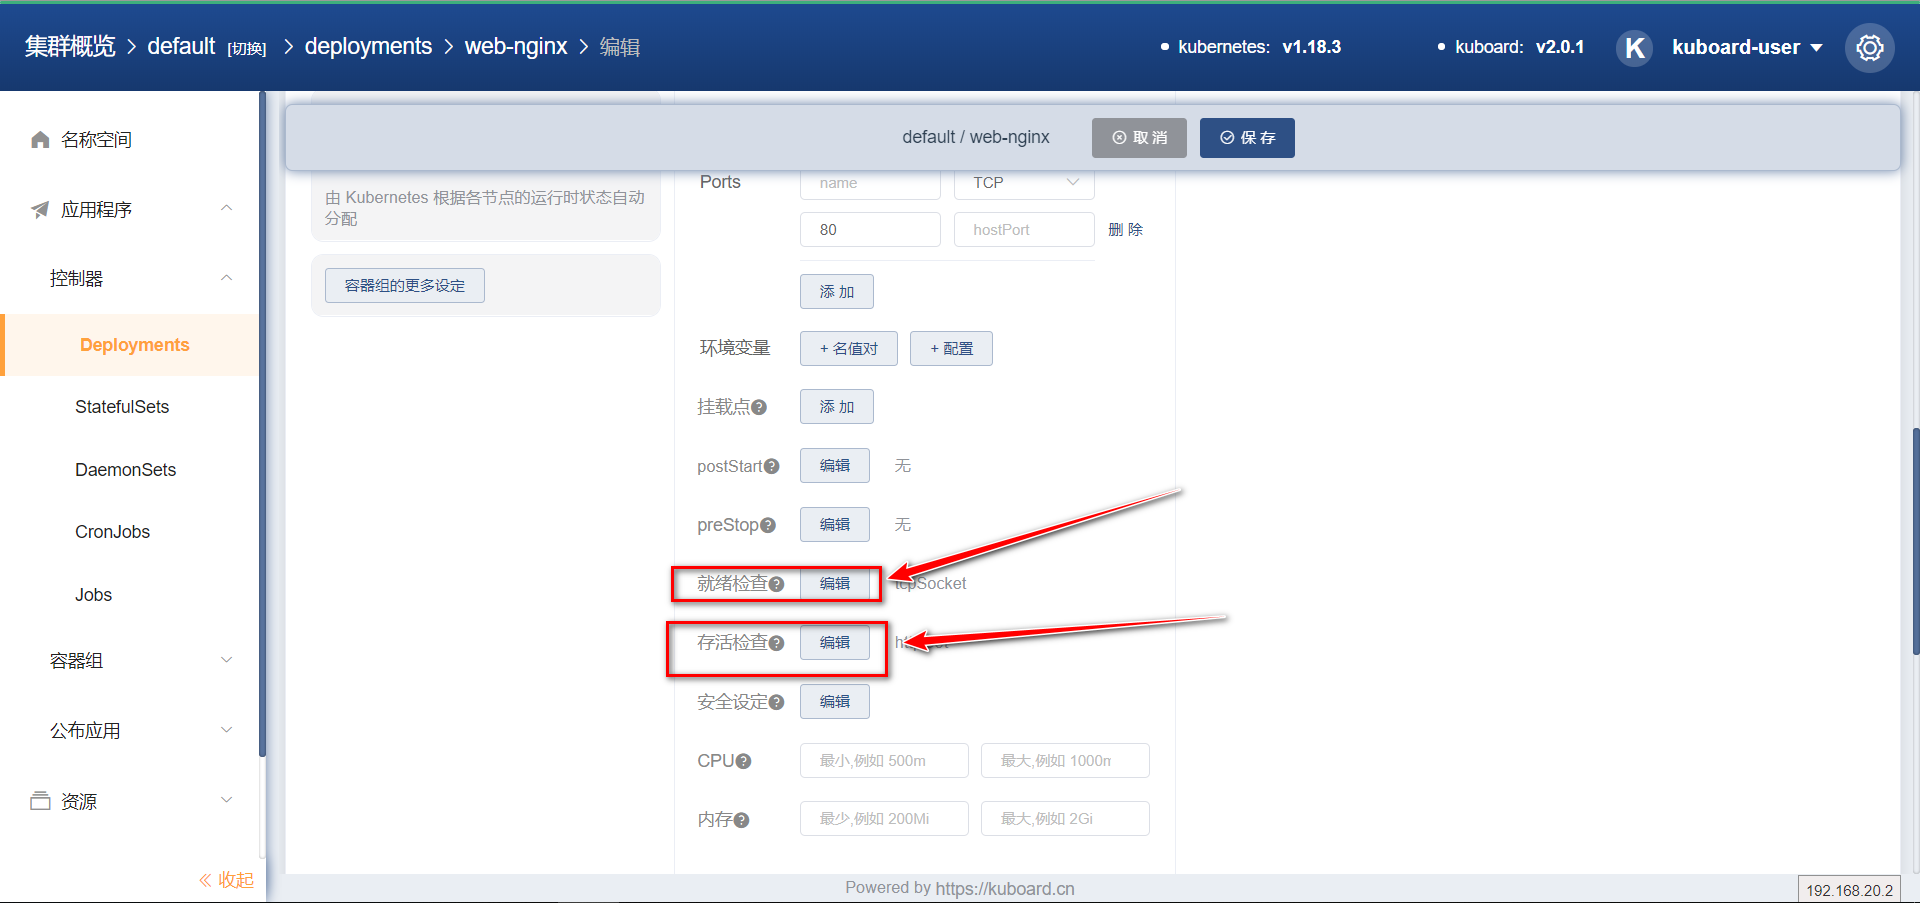 集群概览 > default [切换] > deployments > web-nginx > 编辑
kubernetes: v1.18.3
kuboard: v2.0.1
K kuboard-user
名称空间
应用程序
控制器
Deployments
StatefulSets
DaemonSets
CronJobs
Jobs
容器组
公布应用
资源
收起
default / web-nginx 取 消 保 存
由 Kubernetes 根据各节点的运行时状态自动
分配
容器组的更多设定
Ports name TCP
80 hostPort 删 除
添 加
环境变量 + 名值对 + 配置
挂载点 添 加
postStart 编辑 无
preStop 编辑 无
就绪检查 编辑 tcpSocket
存活检查 编辑
安全设定 编辑
CPU 最小,例如 500m 最大,例如 1000m
内存 最少,例如 200Mi 最大,例如 2Gi
Powered by https://kuboard.cn
192.168.20.2